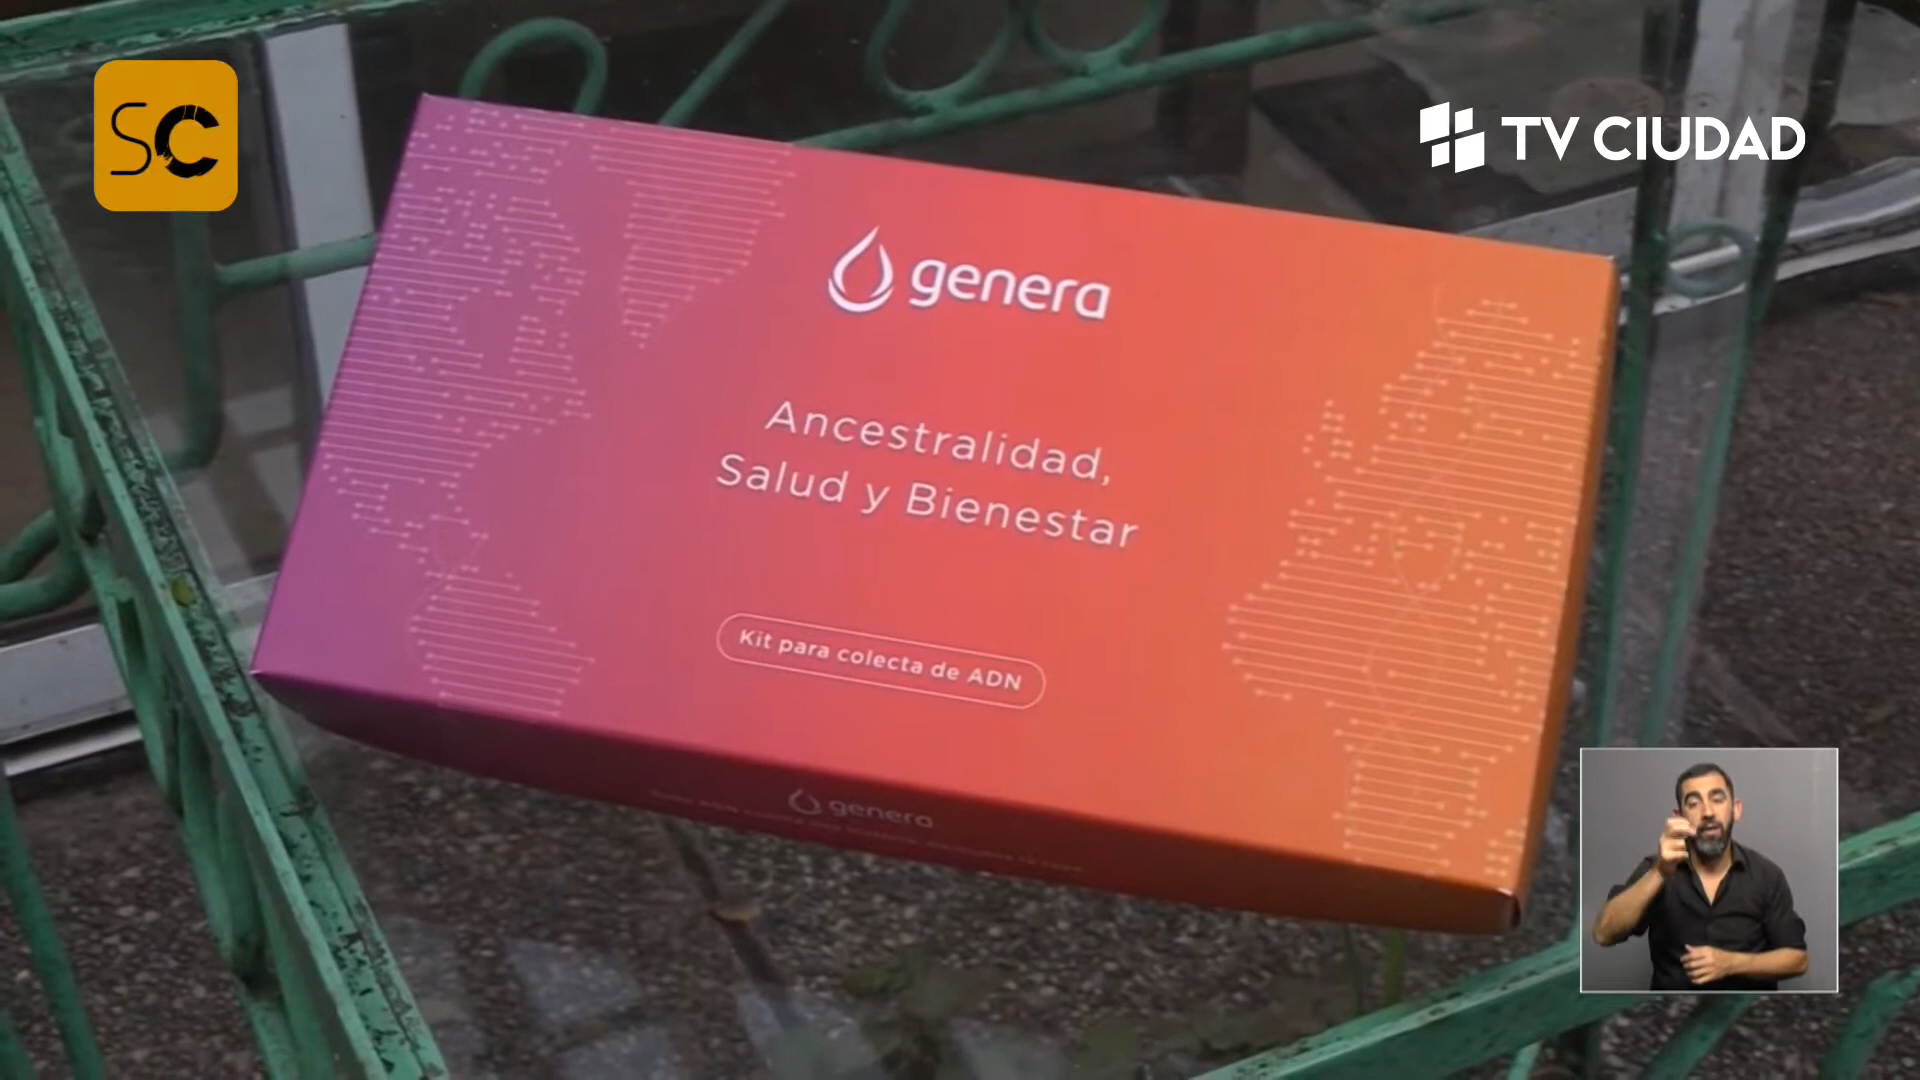 SC
TV CIUDAD
genera
Ancestralidad,
Salud y Bienestar
Kit para colecta de ADN
genera